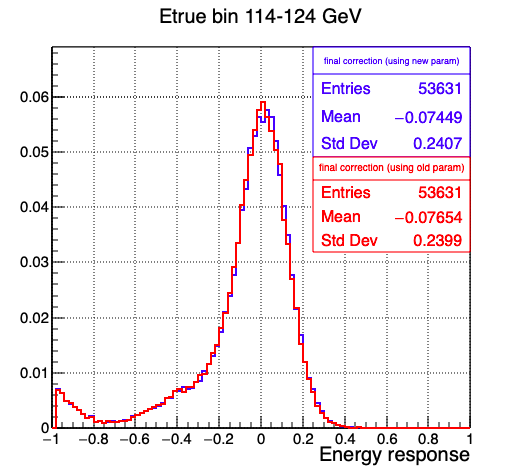 Etrue bin 114-124 GeV
final correction (using new param)
Entries 53631
Mean −0.07449
Std Dev 0.2407
final correction (using old param)
Entries 53631
Mean −0.07654
Std Dev 0.2399
0.06
0.05
0.04
0.03
0.02
0.01
0
−1 −0.8 −0.6 −0.4 −0.2 0 0.2 0.4 0.6 0.8 1
Energy response